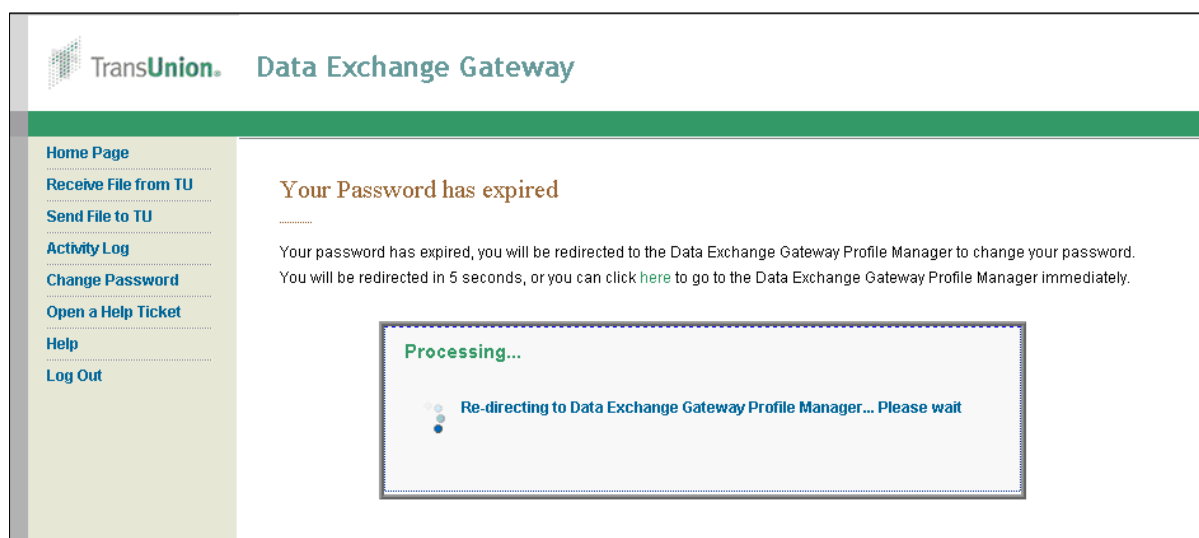 TransUnion.
Data Exchange Gateway
Home Page
Receive File from TU
Send File to TU
Activity Log
Change Password
Open a Help Ticket
Help
Log Out
Your Password has expired
Your password has expired, you will be redirected to the Data Exchange Gateway Profile Manager to change your password.
You will be redirected in 5 seconds, or you can click here to go to the Data Exchange Gateway Profile Manager immediately.
Processing...
Re-directing to Data Exchange Gateway Profile Manager... Please wait